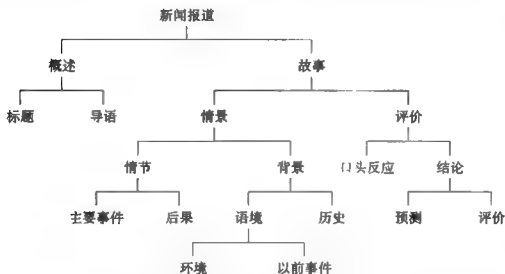 新闻报道
概述 故事
标题 导语 情景 评价
情节 背景 口头反应 结论
主要事件 后果 语境 历史 预测 评价
环境 以前事件